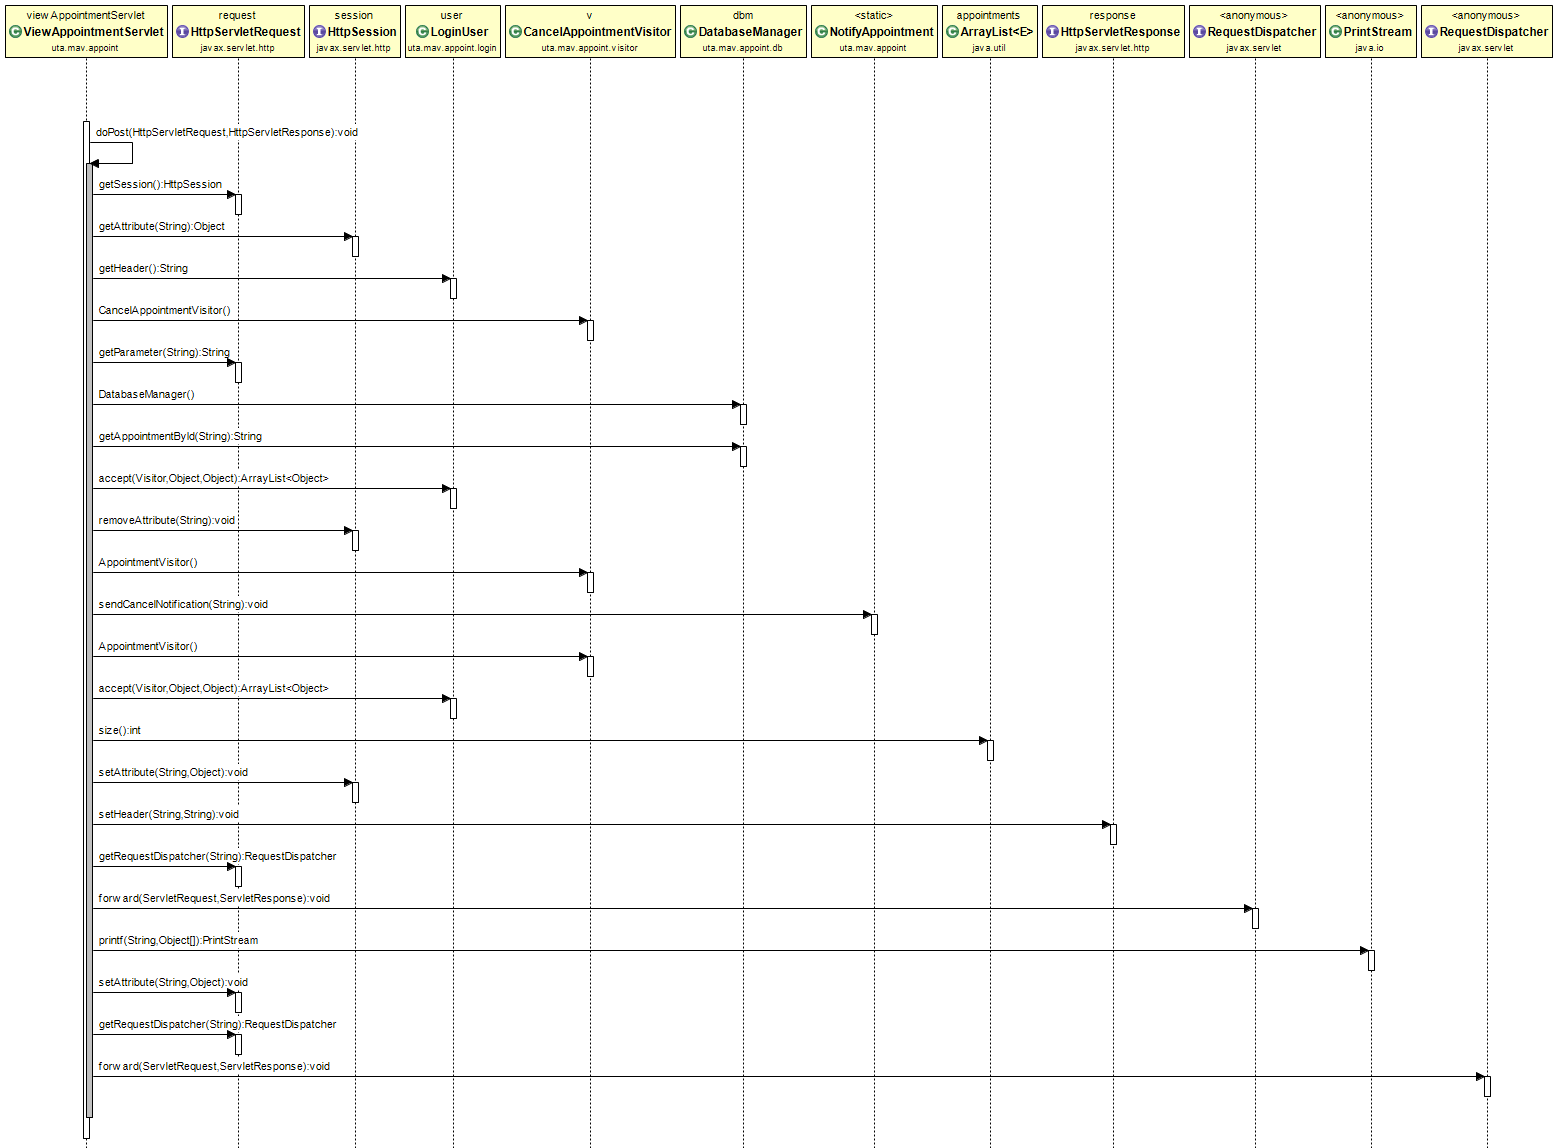 viewAppointmentServlet
C ViewAppointmentServlet
uta.mav.appoint
request
I HttpServletRequest
javax.servlet.http
session
I HttpSession
javax.servlet.http
user
C LoginUser
uta.mav.appoint.login
v
C CancelAppointmentVisitor
uta.mav.appoint.visitor
dbm
C DatabaseManager
uta.mav.appoint.db
<static>
C NotifyAppointment
uta.mav.appoint
appointments
C ArrayList<E>
java.util
response
I HttpServletResponse
javax.servlet.http
<anonymous>
I RequestDispatcher
javax.servlet
<anonymous>
C PrintStream
java.io
<anonymous>
I RequestDispatcher
javax.servlet
doPost(HttpServletRequest,HttpServletResponse):void
getSession():HttpSession
getAttribute(String):Object
getHeader():String
CancelAppointmentVisitor()
getParameter(String):String
DatabaseManager()
getAppointmentById(String):String
accept(Visitor,Object,Object):ArrayList<Object>
removeAttribute(String):void
AppointmentVisitor()
sendCancelNotification(String):void
AppointmentVisitor()
accept(Visitor,Object,Object):ArrayList<Object>
size():int
setAttribute(String,Object):void
setHeader(String,String):void
getRequestDispatcher(String):RequestDispatcher
forward(ServletRequest,ServletResponse):void
printf(String,Object[]):PrintStream
setAttribute(String,Object):void
getRequestDispatcher(String):RequestDispatcher
forward(ServletRequest,ServletResponse):void